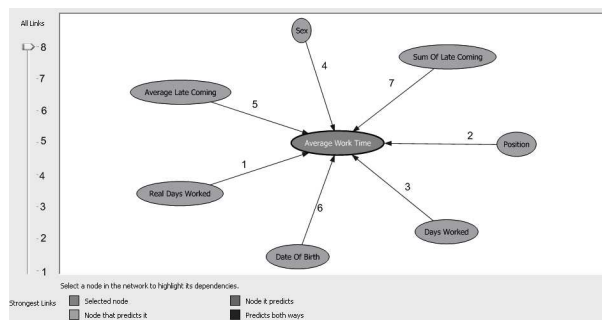 All Links
8
7
6
5
4
3
2
1
Strongest Links
Sex
4
Sum Of Late Coming
7
Average Late Coming
5
Average Work Time
2
Position
1
Real Days Worked
3
Days Worked
6
Date Of Birth
Select a node in the network to highlight its dependencies.
Selected node
Node it predicts
Node that predicts it
Predicts both ways